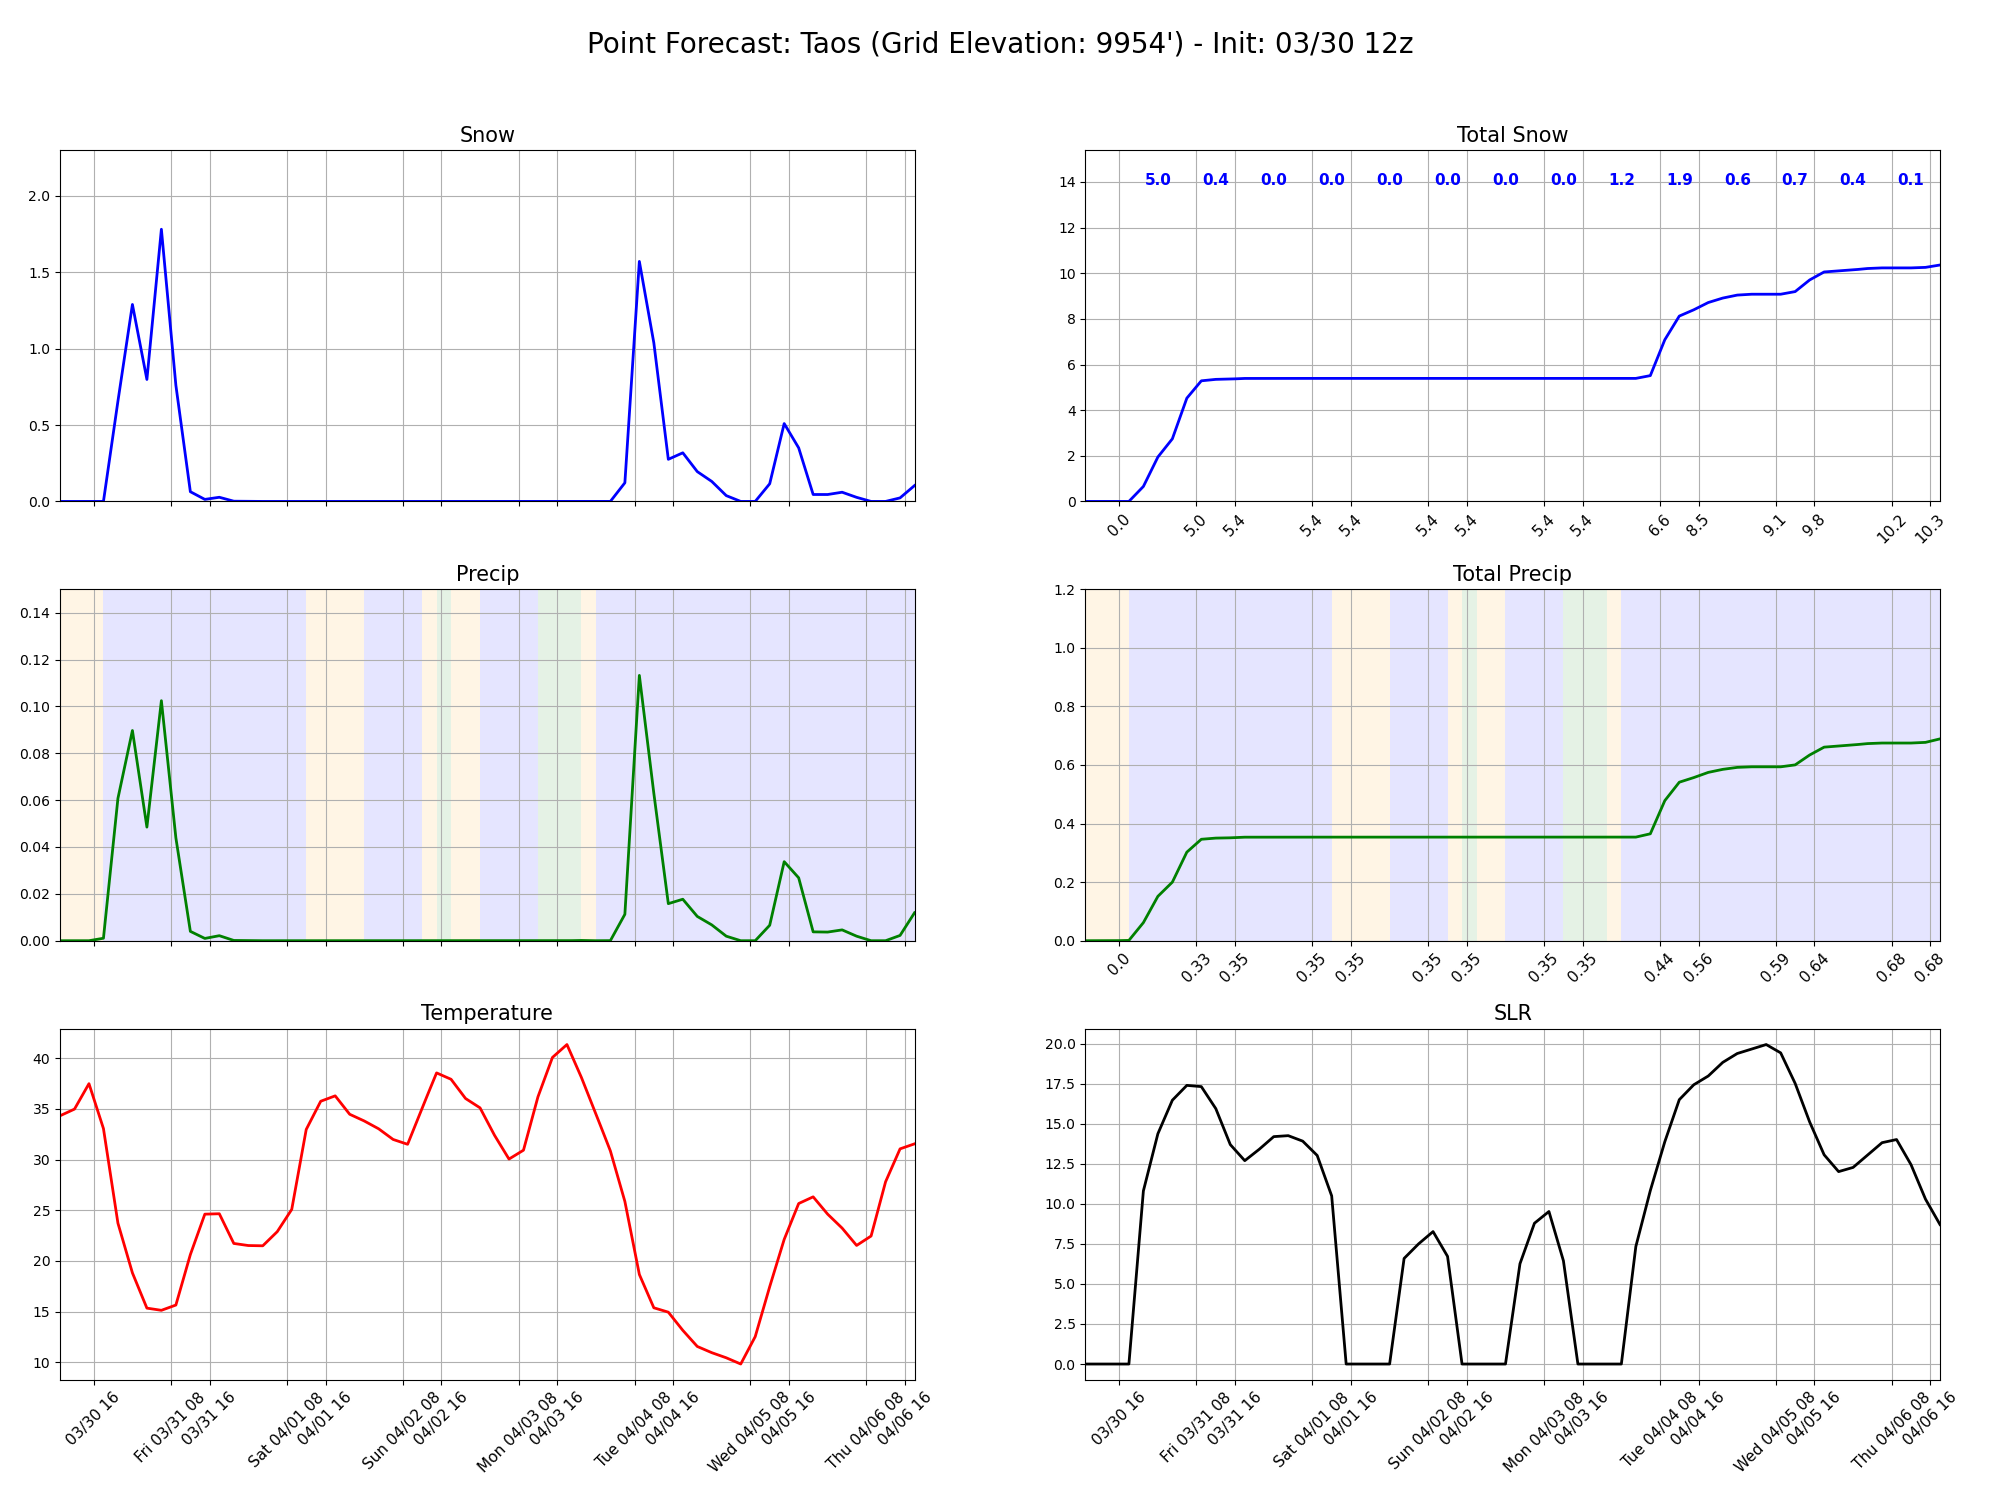 Point Forecast: Taos (Grid Elevation: 9954') - Init: 03/30 12z
Snow
2.0
1.5
1.0
0.5
0.0
Total Snow
5.0 0.4 0.0 0.0 0.0 0.0 0.0 0.0 1.2 1.9 0.6 0.7 0.4 0.1
14
12
10
8
6
4
2
0
0.0 5.0 5.4 5.4 5.4 5.4 5.4 5.4 5.4 6.6 8.5 9.1 9.8 10.2 10.3
Precip
0.14
0.12
0.10
0.08
0.06
0.04
0.02
0.00
Total Precip
1.2
1.0
0.8
0.6
0.4
0.2
0.0
0.0 0.33 0.35 0.35 0.35 0.35 0.35 0.35 0.35 0.44 0.56 0.59 0.64 0.68 0.68
Temperature
40
35
30
25
20
15
10
03/30 16
Fri 03/31 08
03/31 16
Sat 04/01 08
04/01 16
Sun 04/02 08
04/02 16
Mon 04/03 08
04/03 16
Tue 04/04 08
04/04 16
Wed 04/05 08
04/05 16
Thu 04/06 08
04/06 16
SLR
20.0
17.5
15.0
12.5
10.0
7.5
5.0
2.5
0.0
03/30 16
Fri 03/31 08
03/31 16
Sat 04/01 08
04/01 16
Sun 04/02 08
04/02 16
Mon 04/03 08
04/03 16
Tue 04/04 08
04/04 16
Wed 04/05 08
04/05 16
Thu 04/06 08
04/06 16